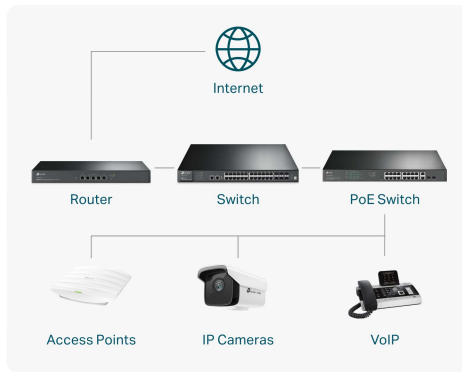 Internet
Router
Switch
PoE Switch
Access Points
IP Cameras
VoIP